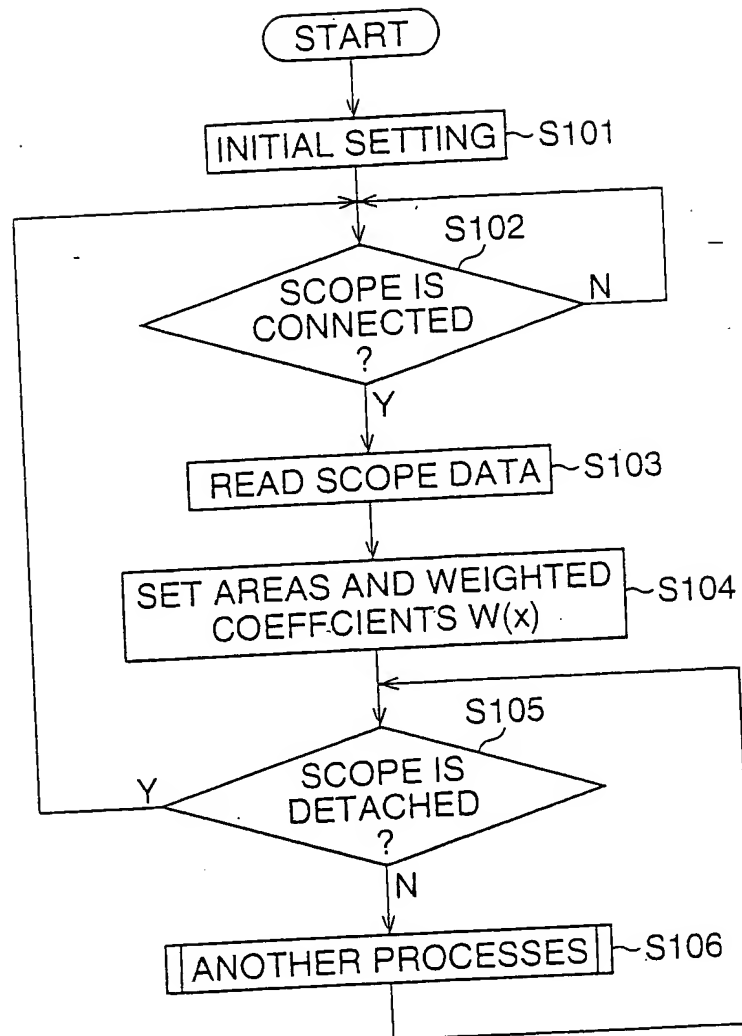 START
INITIAL SETTING
S101
S102
SCOPE IS
CONNECTED
?
N
Y
READ SCOPE DATA
S103
SET AREAS AND WEIGHTED
COEFFCIENTS W(x)
S104
S105
SCOPE IS
DETACHED
?
Y
N
ANOTHER PROCESSES
S106